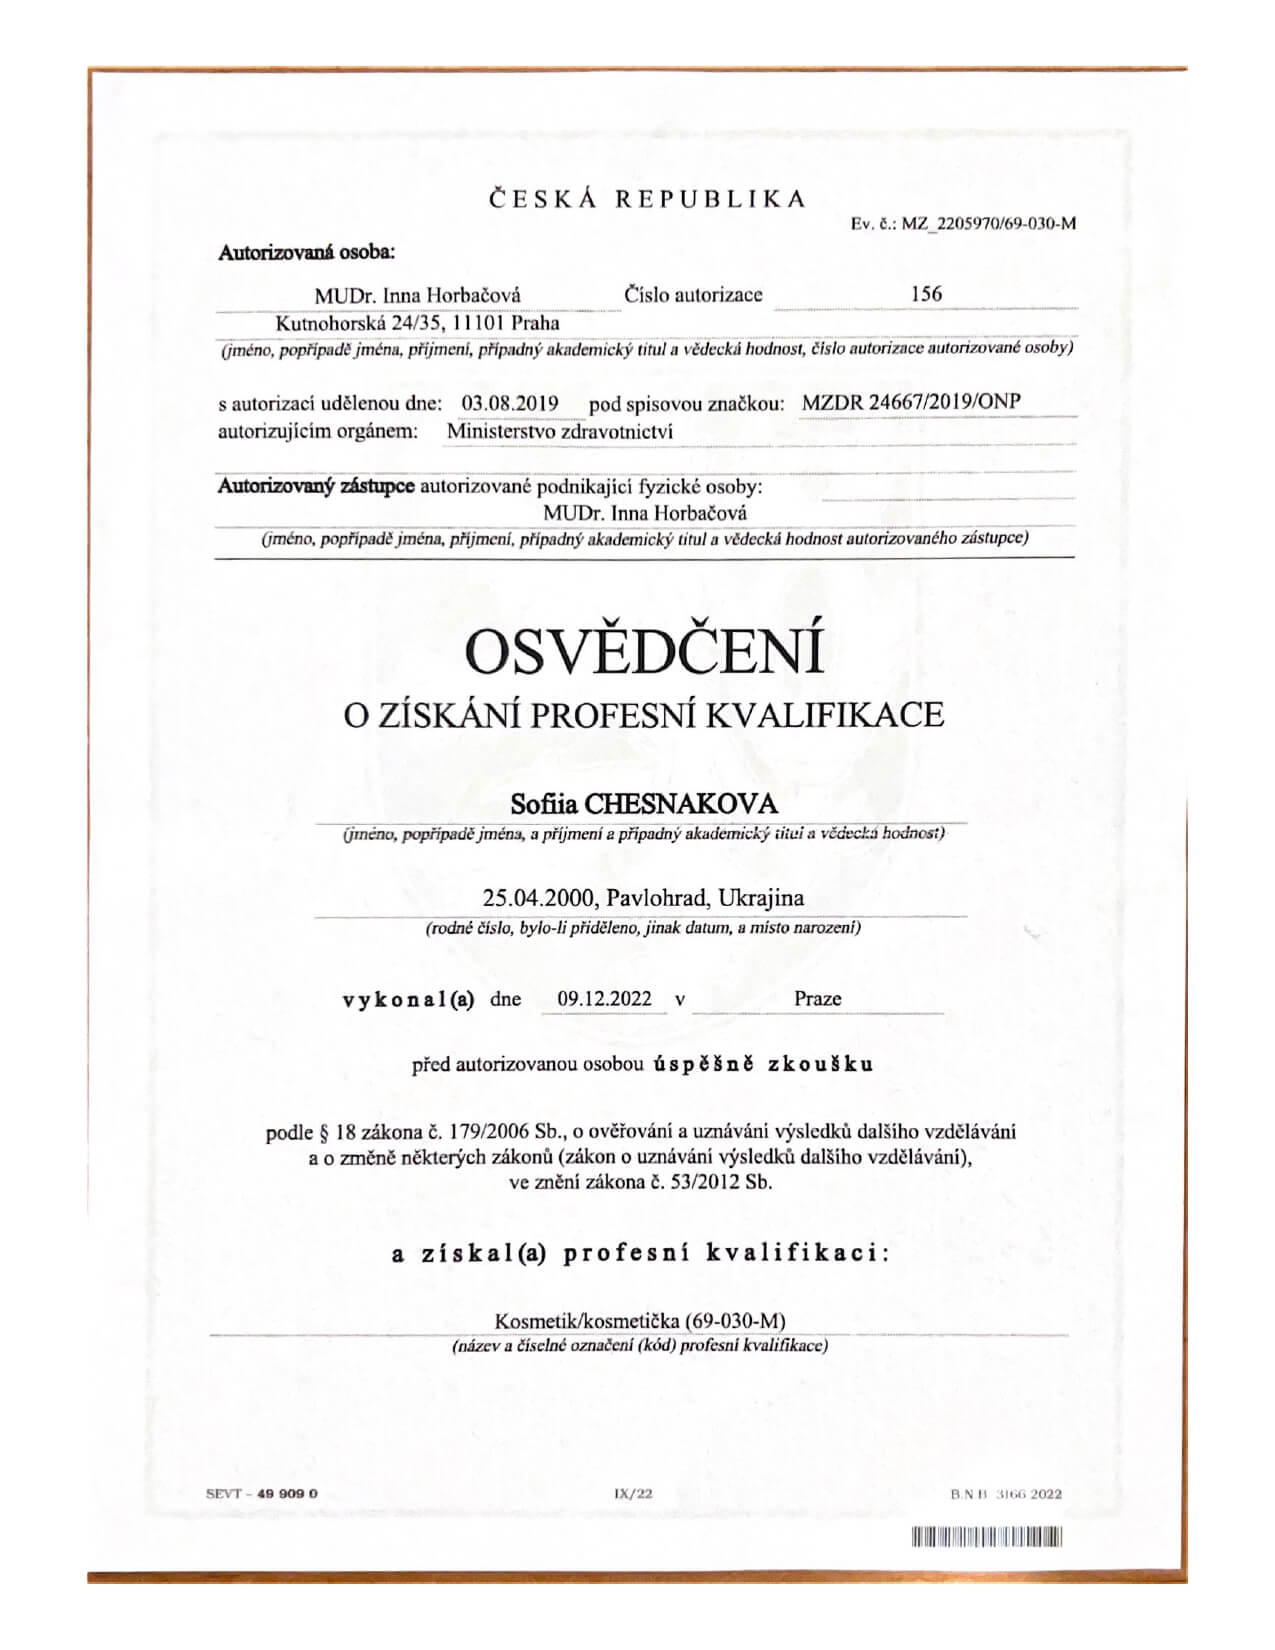 ČESKÁ REPUBLIKA
Ev. č.: MZ_2205970/69-030-M
Autorizovaná osoba:
MUDr. Inna Horbačová Číslo autorizace 156
Kutnohorská 24/35, 11101 Praha
(jméno, popřípadě jména, příjmení, případný akademický titul a vědecká hodnost, číslo autorizace autorizované osoby)
s autorizací udělenou dne: 03.08.2019 pod spisovou značkou: MZDR 24667/2019/ONP
autorizujícím orgánem: Ministerstvo zdravotnictví
Autorizovaný zástupce autorizované podnikající fyzické osoby:
MUDr. Inna Horbačová
(jméno, popřípadě jména, příjmení, případný akademický titul a vědecká hodnost autorizovaného zástupce)
OSVĚDČENÍ
O ZÍSKÁNÍ PROFESNÍ KVALIFIKACE
Sofiia CHESNAKOVA
(jméno, popřípadě jména, a příjmení a případný akademický titul a vědecká hodnost)
25.04.2000, Pavlohrad, Ukrajina
(rodné číslo, bylo-li přiděleno, jinak datum, a místo narození)
vykonal(a) dne 09.12.2022 v Praze
před autorizovanou osobou úspěšně zkoušku
podle § 18 zákona č. 179/2006 Sb., o ověřování a uznávání výsledků dalšího vzdělávání
a o změně některých zákonů (zákon o uznávání výsledků dalšího vzdělávání),
ve znění zákona č. 53/2012 Sb.
a získal(a) profesní kvalifikaci:
Kosmetik/kosmetička (69-030-M)
(název a číselné označení (kód) profesní kvalifikace)
SEVT – 49 909 0 IX/22 B.N.B. 3166 2022